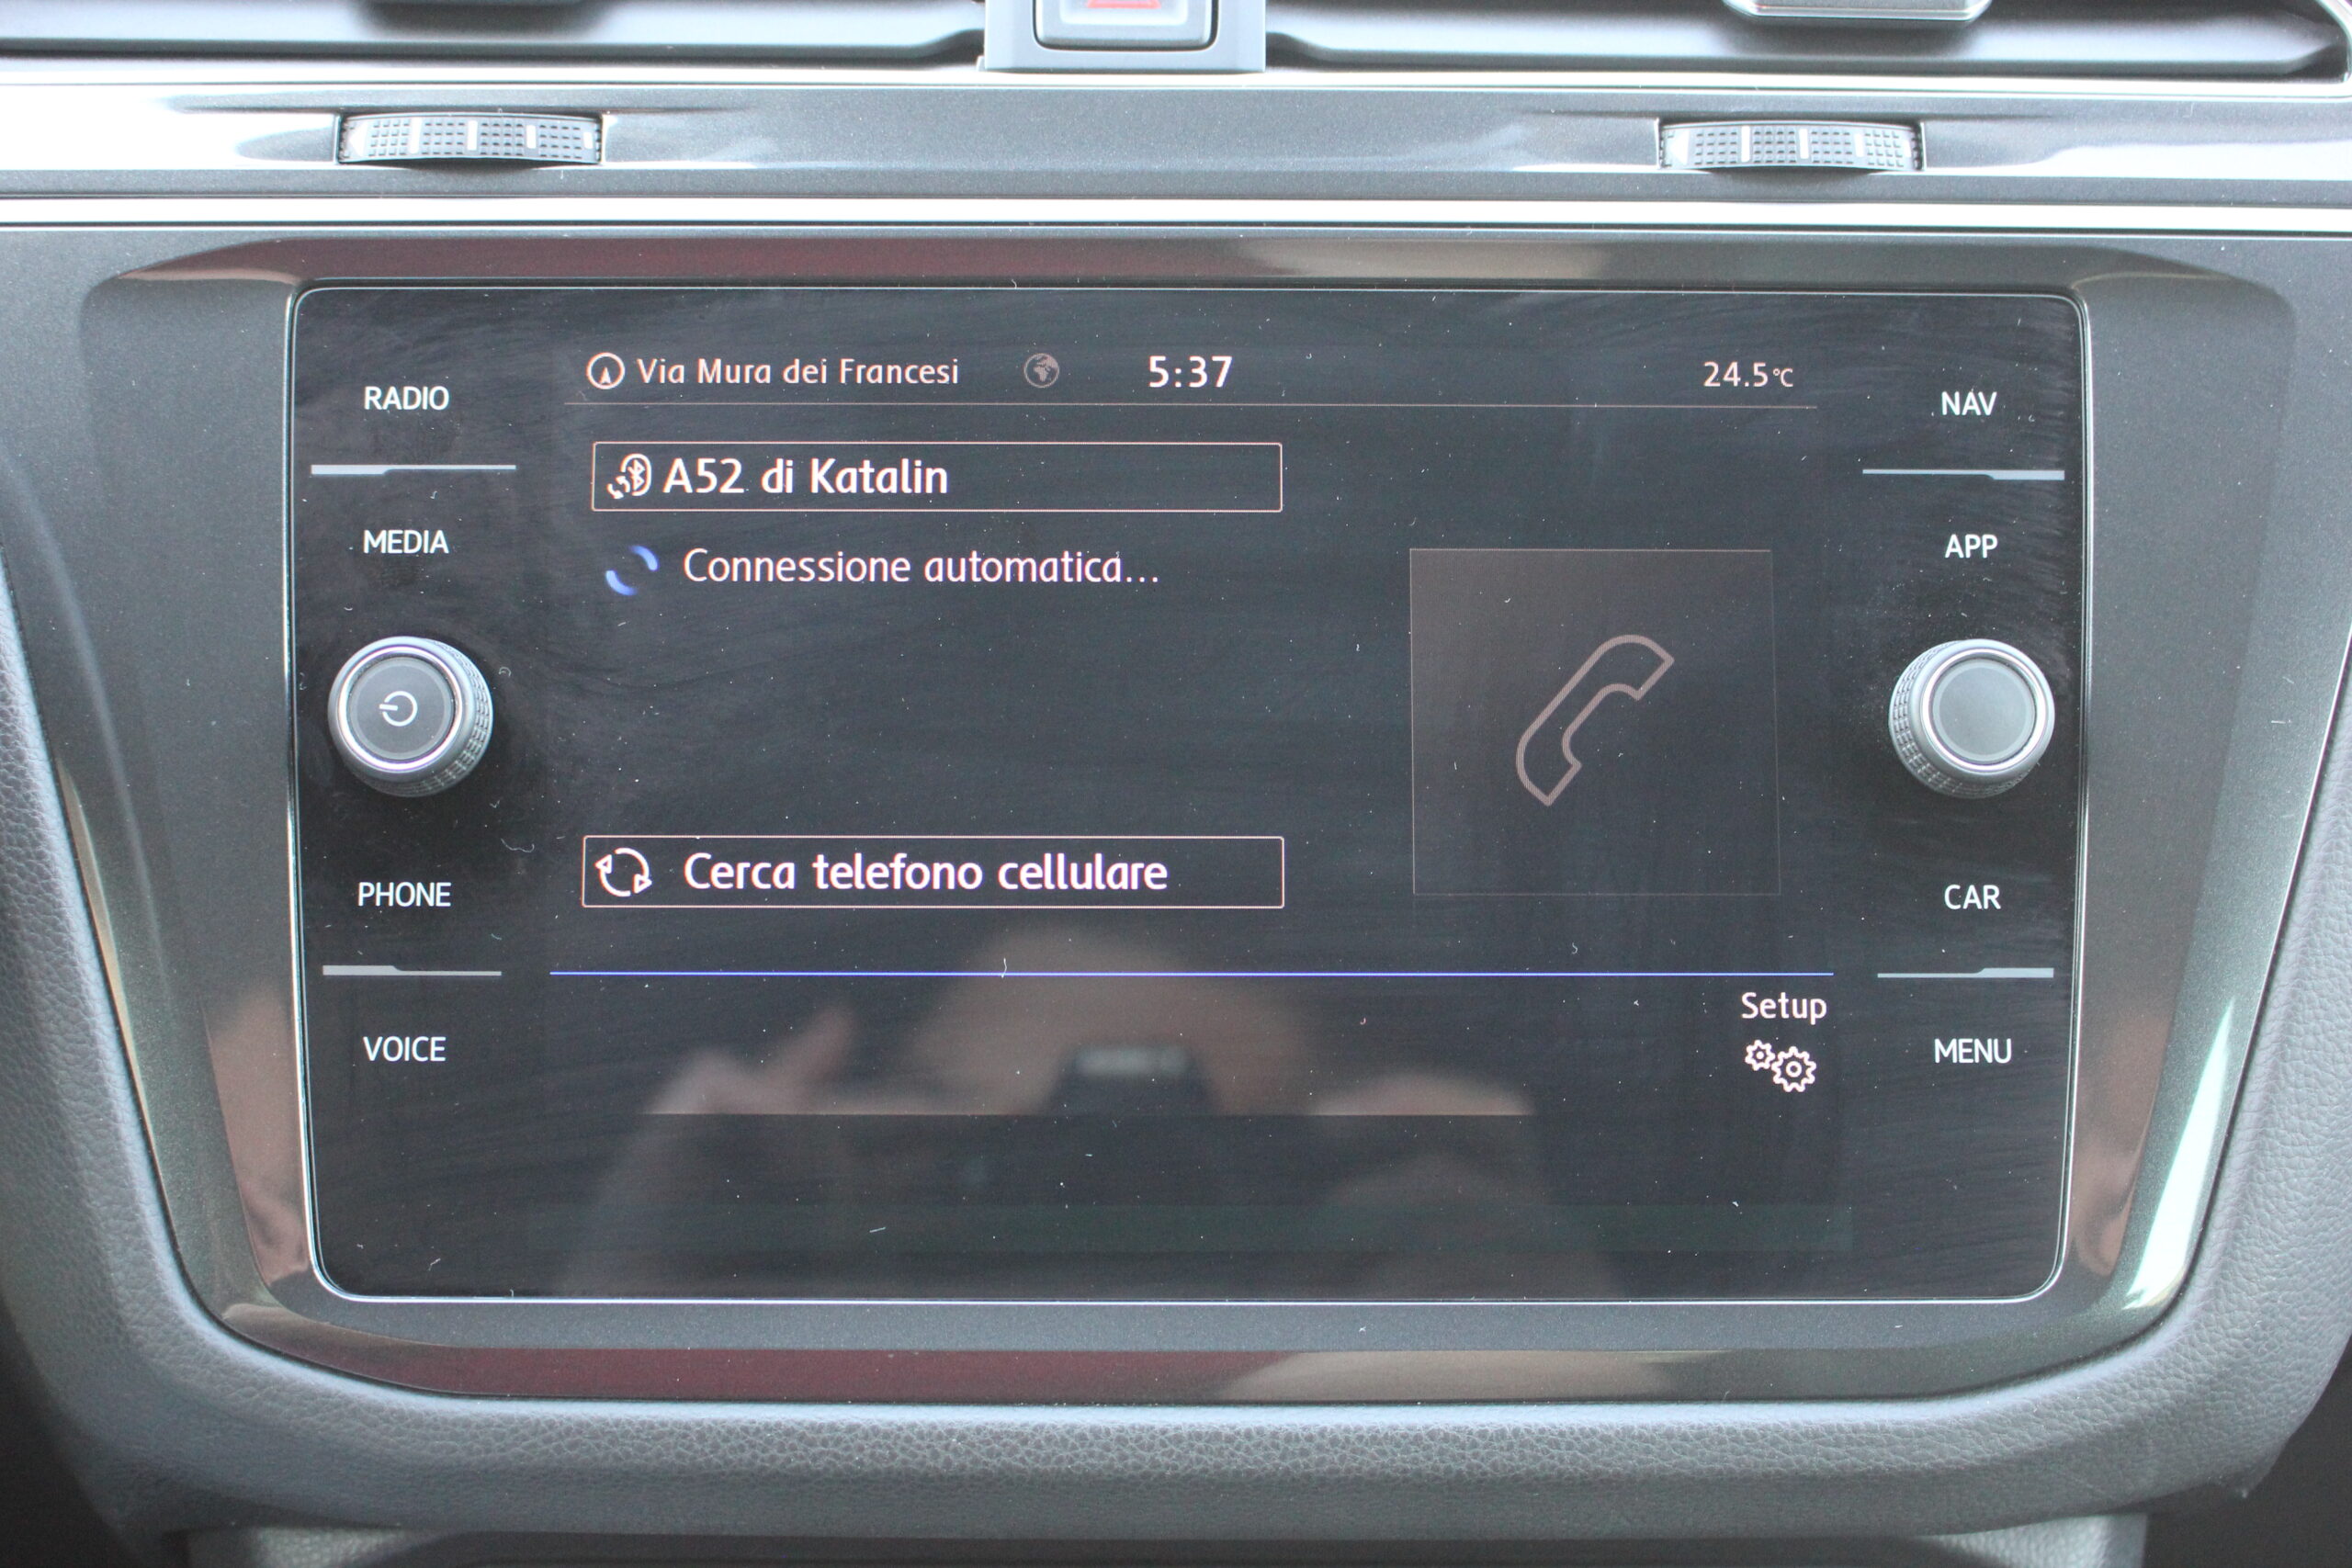 Via Mura dei Francesi 5:37 24.5°C
RADIO
NAV
A52 di Katalin
MEDIA
APP
Connessione automatica...
PHONE
Cerca telefono cellulare
CAR
Setup
VOICE
MENU